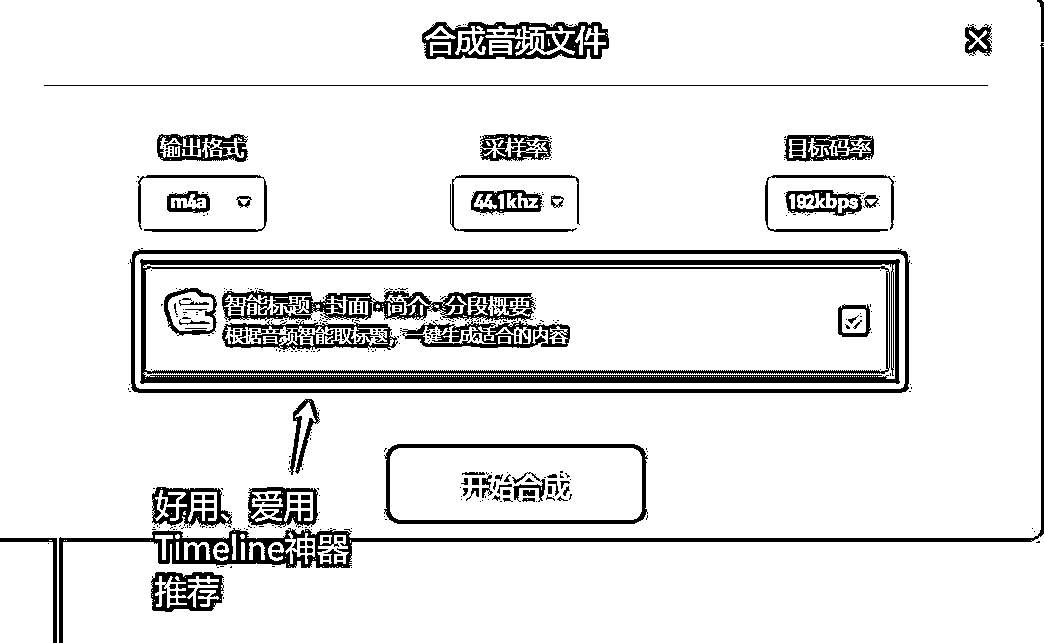 合成音频文件
输出格式
采样率
目标码率
m4a
44.1khz
192kbps
智能标题·封面·简介·分段概要
根据音频智能取标题，一键生成适合的内容
开始合成
好用、爱用
Timeline神器
推荐